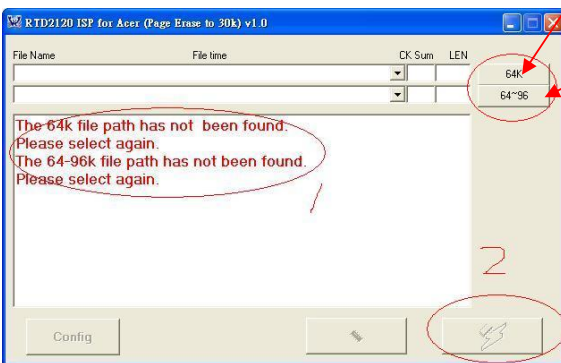 RTD2120 ISP for Acer (Page Erase to 30k) v1.0
File Name File time CK Sum LEN
64K
64~96
The 64k file path has not been found.
Please select again.
The 64-96k file path has not been found.
Please select again.
1
2
Config